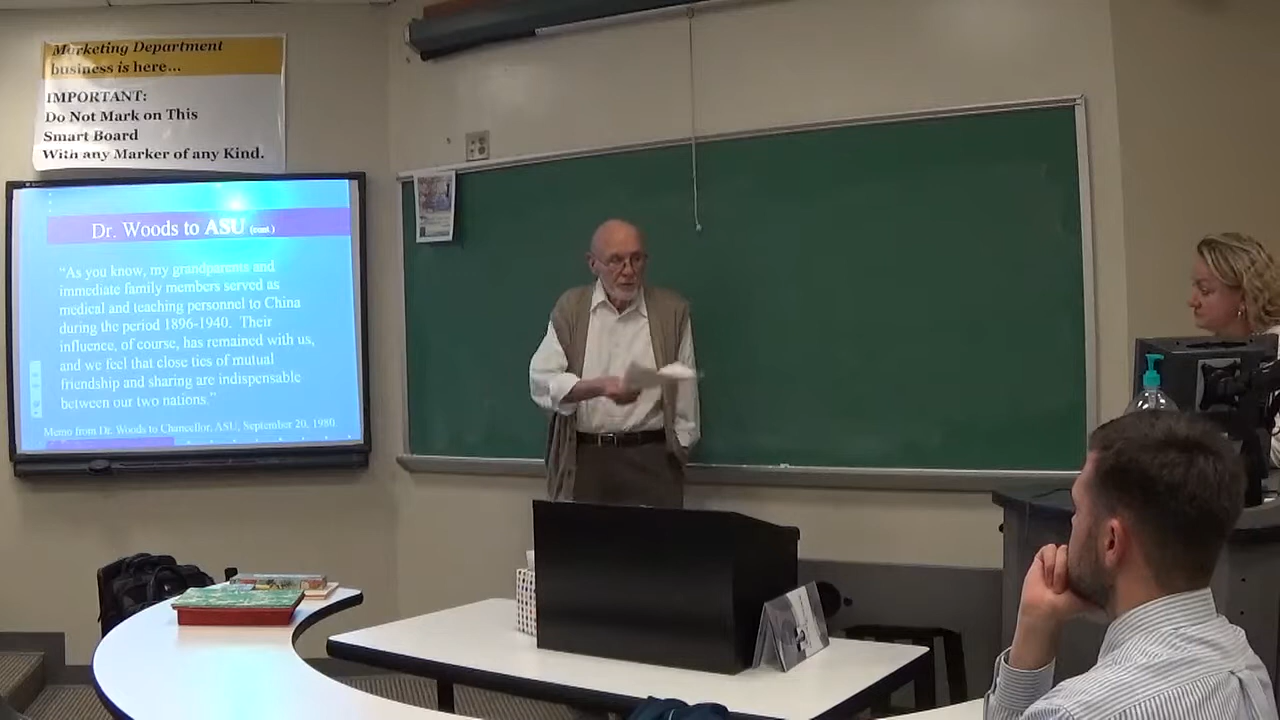 Marketing Department
business is here...
IMPORTANT:
Do Not Mark on This
Smart Board
With any Marker of any Kind.
Dr. Woods to ASU (cont.)
"As you know, my grandparents and
immediate family members served as
medical and teaching personnel to China
during the period 1896-1940. Their
influence, of course, has remained with us,
and we feel that close ties of mutual
friendship and sharing are indispensable
between our two nations."
Memo from Dr. Woods to Chancellor, ASU, September 20, 1980